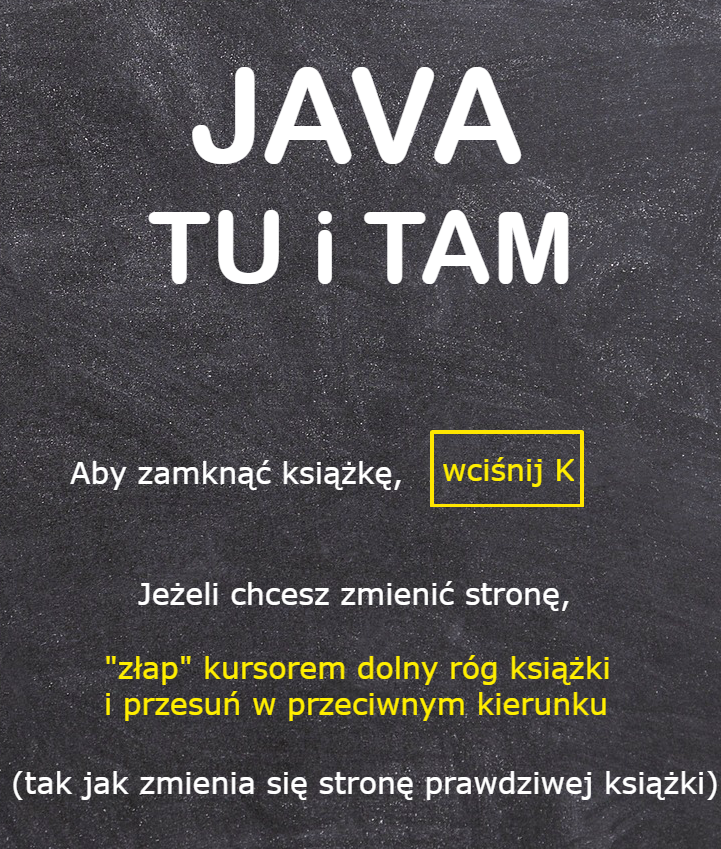 JAVA
TU i TAM
Aby zamknąć książkę, wciśnij K
Jeżeli chcesz zmienić stronę,
"złap" kursorem dolny róg książki
i przesuń w przeciwnym kierunku
(tak jak zmienia się stronę prawdziwej książki)